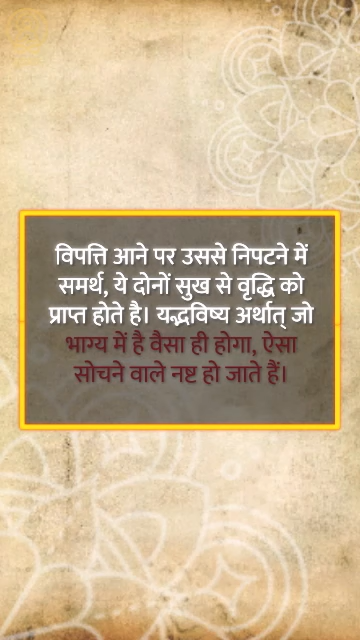 विपत्ति आने पर उससे निपटने में
समर्थ, ये दोनों सुख से वृद्धि को
प्राप्त होते है। यद्भविष्य अर्थात् जो
भाग्य में है वैसा ही होगा, ऐसा
सोचने वाले नष्ट हो जाते हैं।